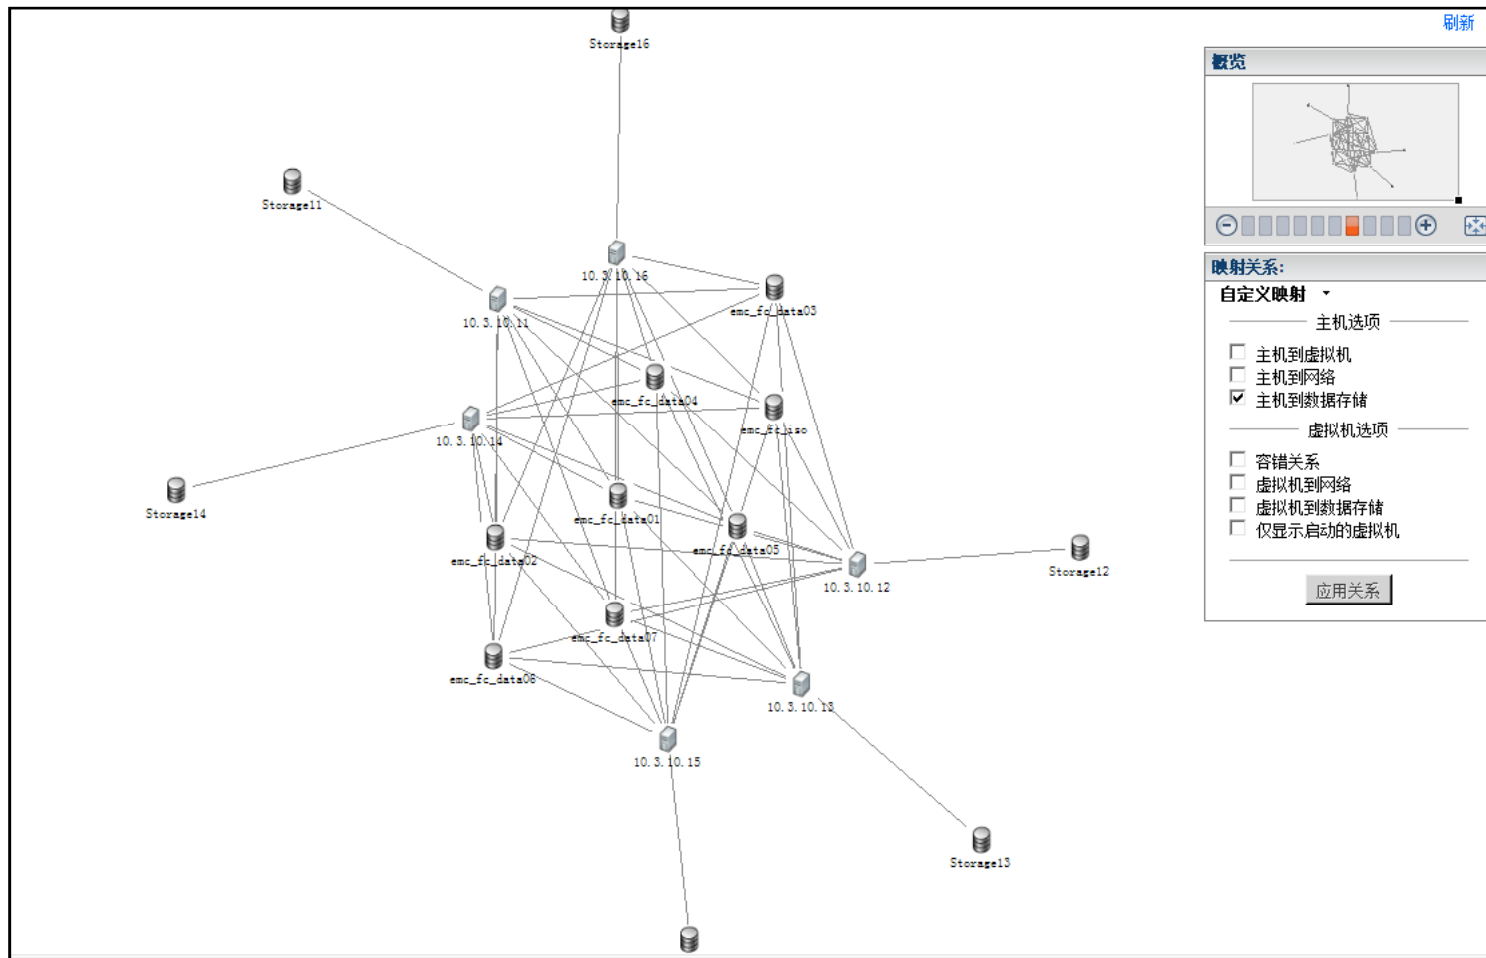 刷新
Storage16
概览
Storage11
10.3.10.16
映射关系:
自定义映射
emc_fc_data03
10.3.10.11
主机选项
主机到虚拟机
主机到网络
主机到数据存储
emc_fc_data04
emc_fc_iso
虚拟机选项
10.3.10.14
容错关系
虚拟机到网络
虚拟机到数据存储
仅显示启动的虚拟机
Storage14
emc_fc_data01
emc_fc_data05
emc_fc_data02
Storage12
10.3.10.12
应用关系
emc_fc_data07
emc_fc_data06
10.3.10.13
10.3.10.15
Storage13